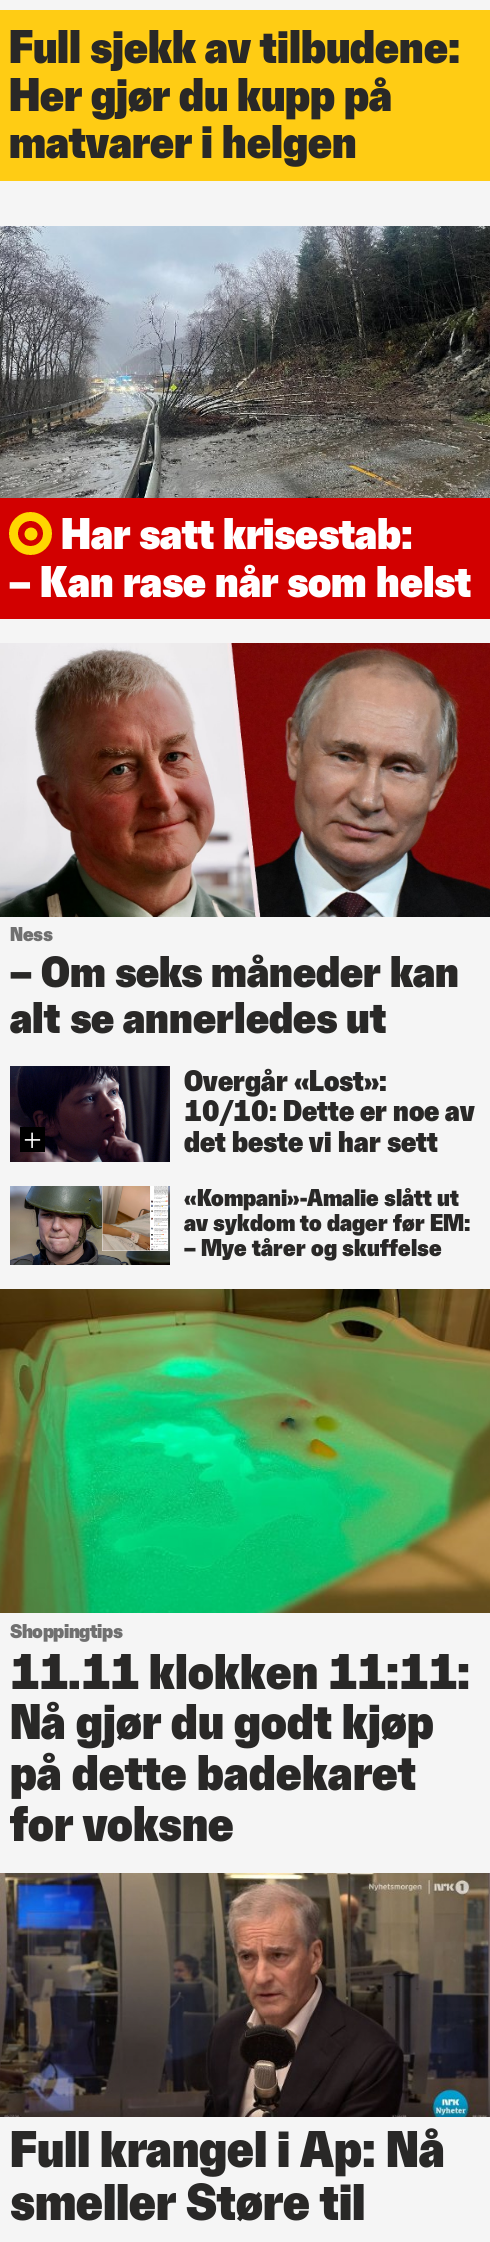 Full sjekk av tilbudene:
Her gjør du kupp på
matvarer i helgen
Har satt krisestab:
– Kan rase når som helst
Ness
– Om seks måneder kan
alt se annerledes ut
Overgår «Lost»:
10/10: Dette er noe av
det beste vi har sett
«Kompani»-Amalie slått ut
av sykdom to dager før EM:
– Mye tårer og skuffelse
Shoppingtips
11.11 klokken 11:11:
Nå gjør du godt kjøp
på dette badekaret
for voksne
Nyhetsmorgen | NRK 1
NRK
Nyheter
Full krangel i Ap: Nå
smeller Støre til